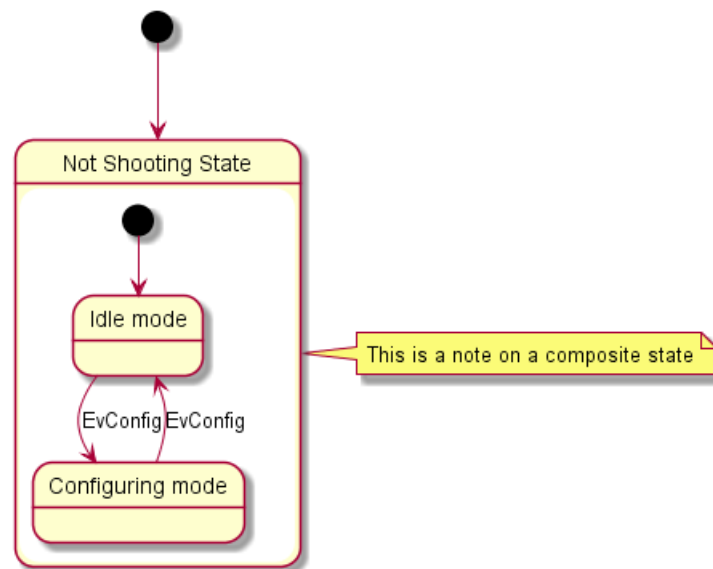 Not Shooting State
Idle mode
This is a note on a composite state
EvConfig EvConfig
Configuring mode